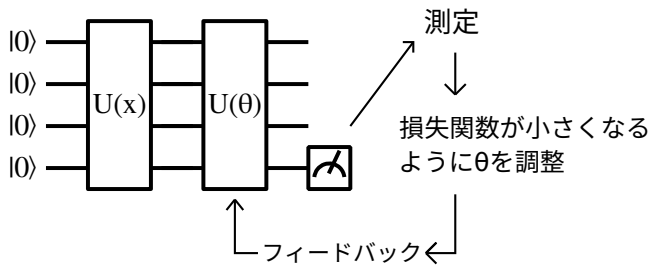 |0⟩
|0⟩
|0⟩
|0⟩
U(x)
U(θ)
測定
損失関数が小さくなる
ようにθを調整
フィードバック